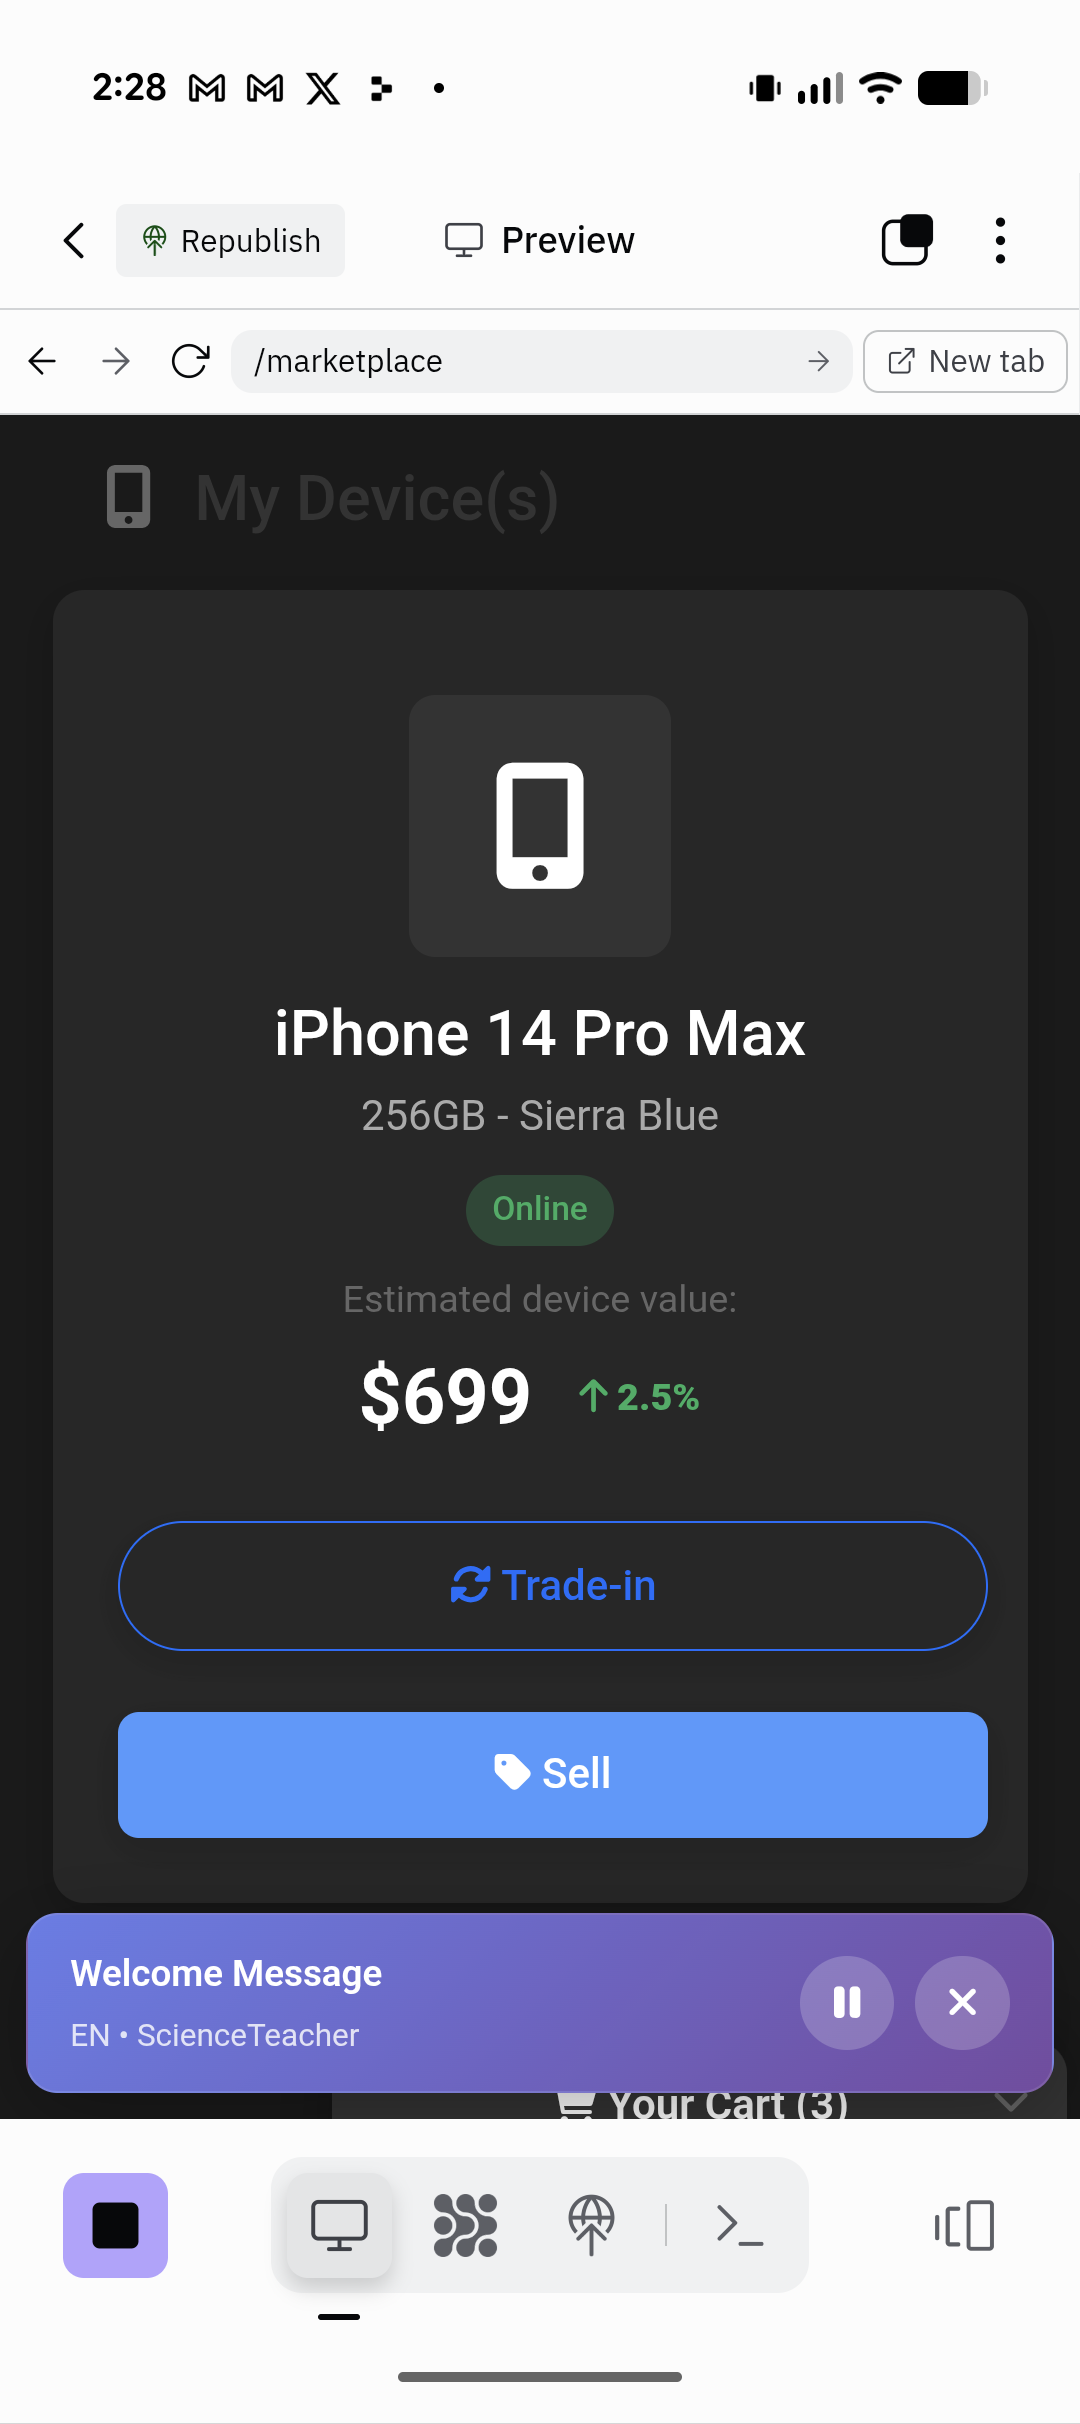 2:28
Republish
Preview
/marketplace
New tab
My Device(s)
iPhone 14 Pro Max
256GB - Sierra Blue
Online
Estimated device value:
$699 ↑ 2.5%
Trade-in
Sell
Welcome Message
EN • ScienceTeacher
Your Cart (3)